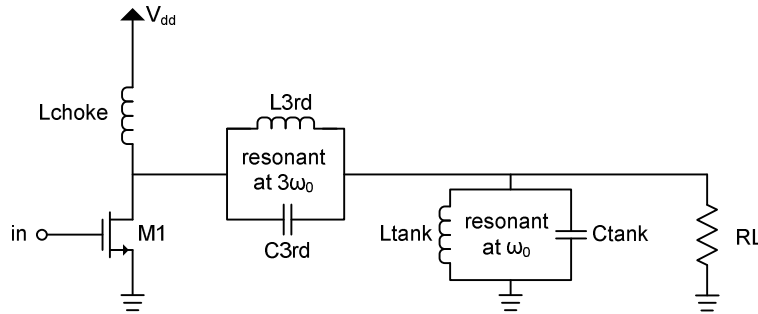 Vdd
Lchoke
L3rd
resonant
at 3ω0
C3rd
in
M1
Ltank
resonant
at ω0
Ctank
RL